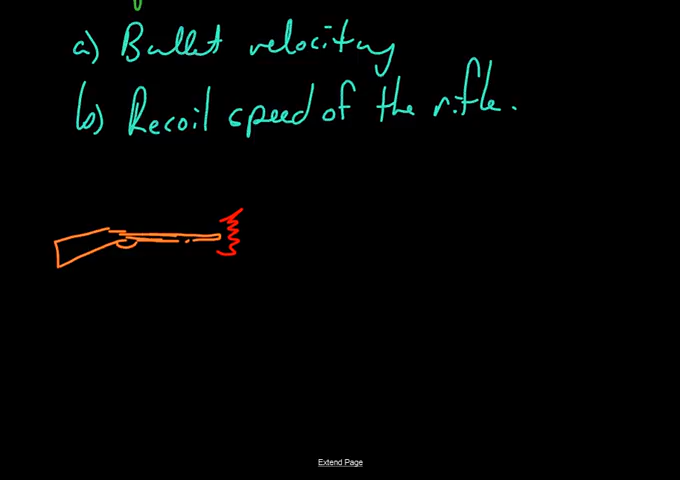 a) Bullet velocity
b) Recoil speed of the rifle.
Extend Page